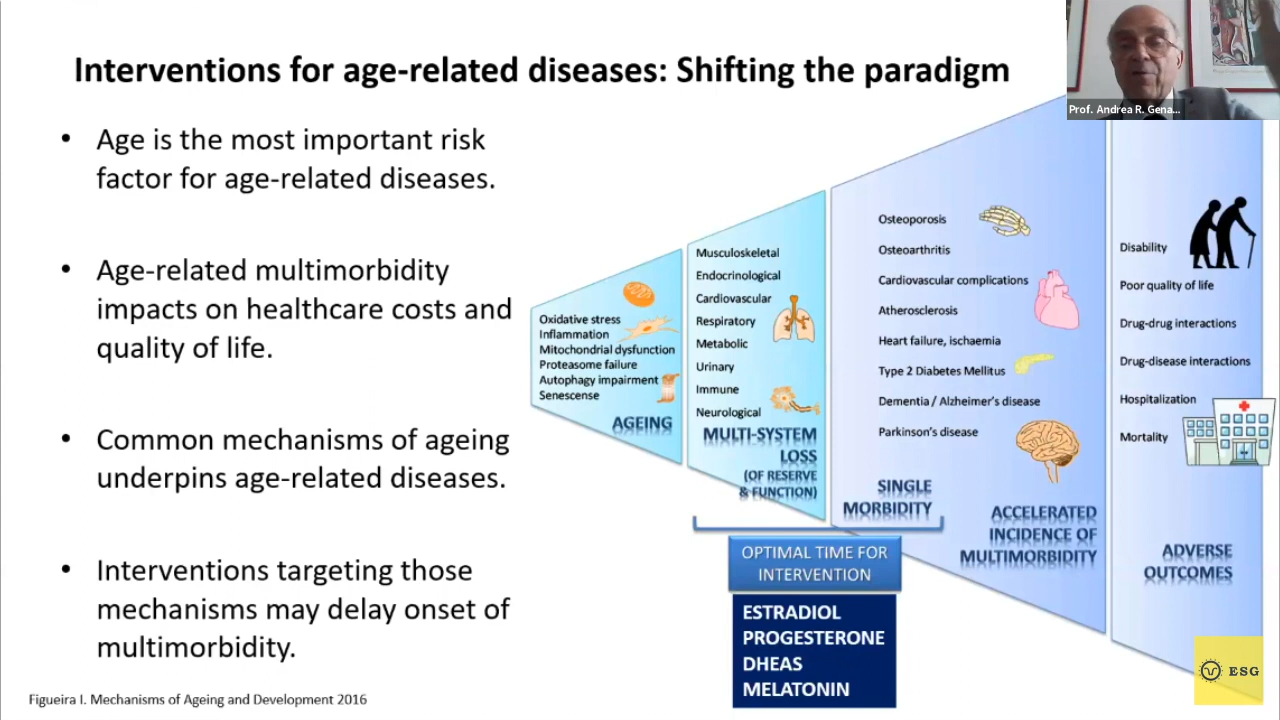 Interventions for age-related diseases: Shifting the paradigm
Prof. Andrea R. Gena...
• Age is the most important risk
factor for age-related diseases.
• Age-related multimorbidity
impacts on healthcare costs and
quality of life.
• Common mechanisms of ageing
underpins age-related diseases.
• Interventions targeting those
mechanisms may delay onset of
multimorbidity.
Oxidative stress
Inflammation
Mitochondrial dysfunction
Proteasome failure
Autophagy impairment
Senescense
AGEING
Musculoskeletal
Endocrinological
Cardiovascular
Respiratory
Metabolic
Urinary
Immune
Neurological
MULTI-SYSTEM
LOSS
(OF RESERVE
& FUNCTION)
Osteoporosis
Osteoarthritis
Cardiovascular complications
Atherosclerosis
Heart failure, ischaemia
Type 2 Diabetes Mellitus
Dementia / Alzheimer's disease
Parkinson's disease
SINGLE
MORBIDITY
ACCELERATED
INCIDENCE OF
MULTIMORBIDITY
Disability
Poor quality of life
Drug-drug interactions
Drug-disease interactions
Hospitalization
Mortality
ADVERSE
OUTCOMES
OPTIMAL TIME FOR
INTERVENTION
ESTRADIOL
PROGESTERONE
DHEAS
MELATONIN
Figueira I. Mechanisms of Ageing and Development 2016
ESG